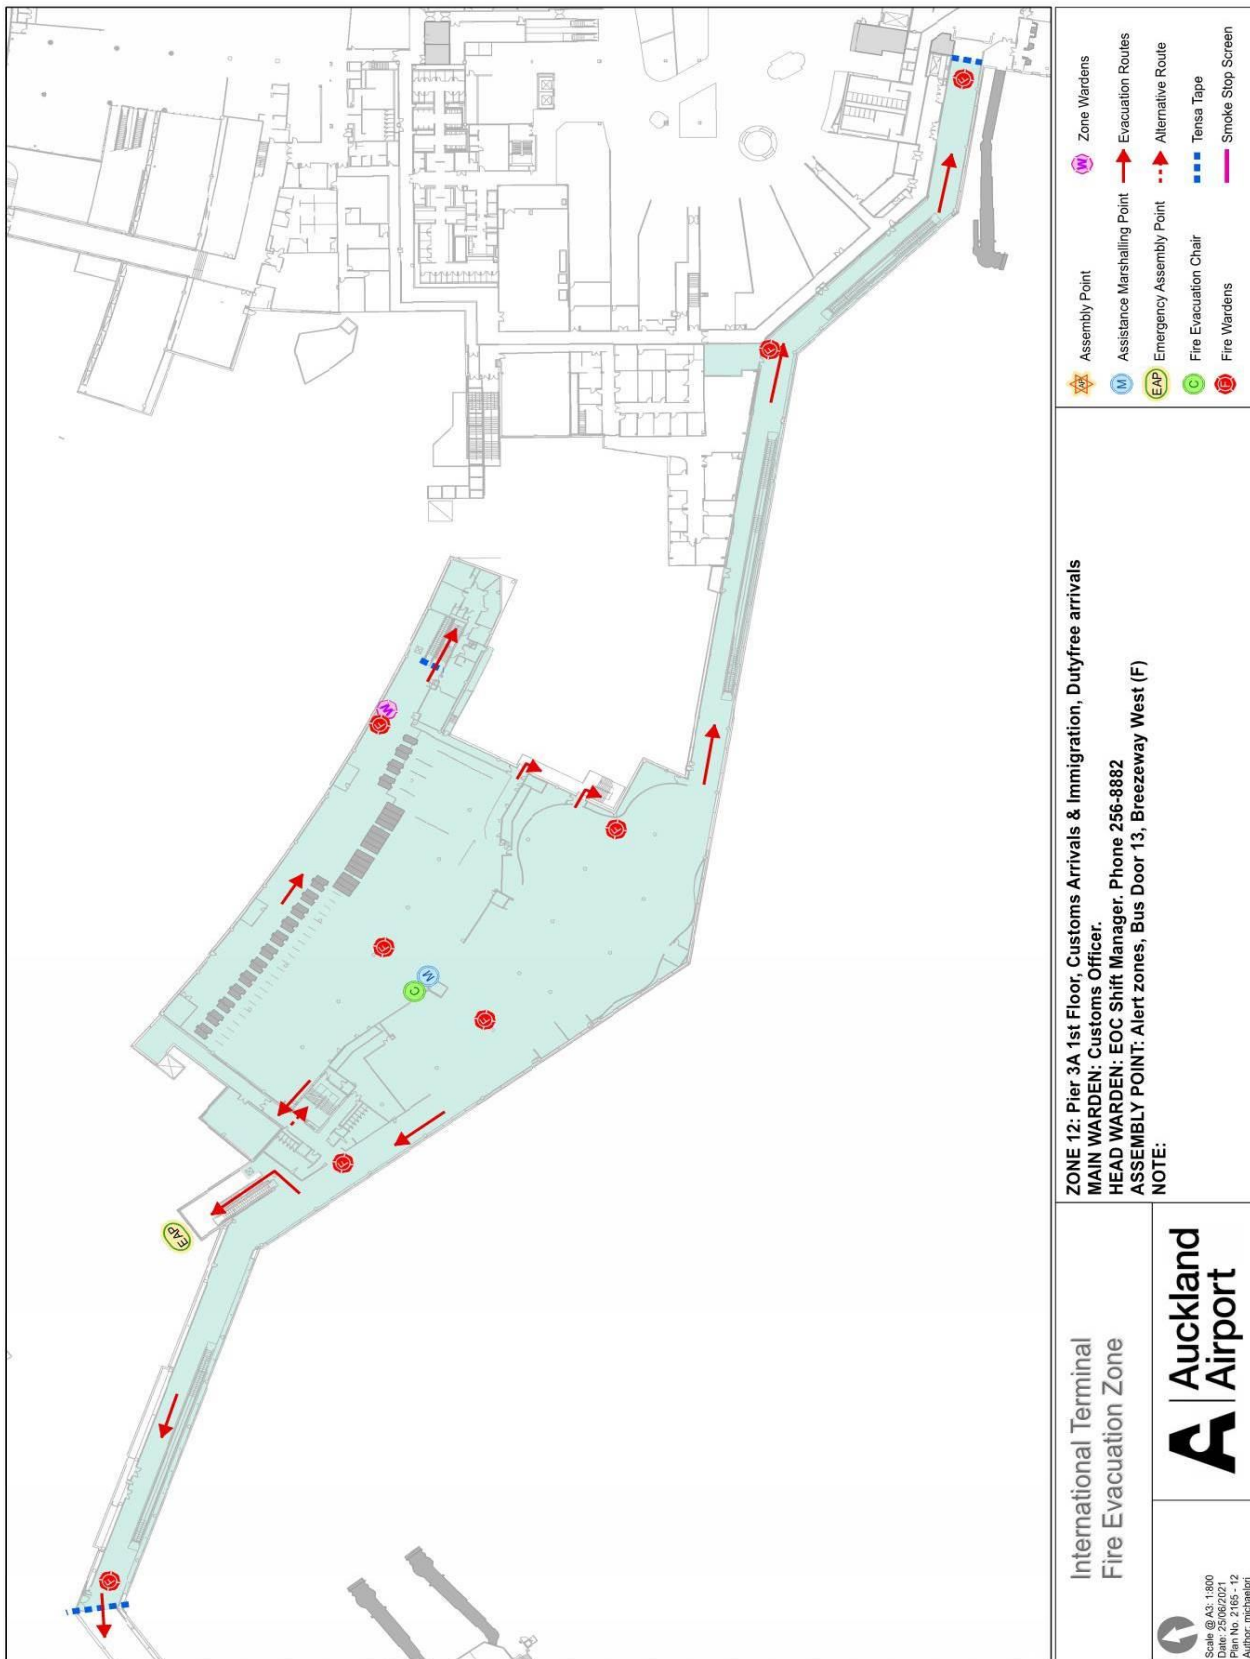 International Terminal
Fire Evacuation Zone
A
Auckland
Airport
Scale @ A3: 1:800
Date: 25/06/2021
Plan No. 2165 - 12
Author: michaelpri
ZONE 12: Pier 3A 1st Floor, Customs Arrivals & Immigration, Dutyfree arrivals
MAIN WARDEN: Customs Officer.
HEAD WARDEN: EOC Shift Manager. Phone 256-8882
ASSEMBLY POINT: Alert zones, Bus Door 13, Breezeway West (F)
NOTE:
AP Assembly Point
M Assistance Marshalling Point
EAP Emergency Assembly Point
C Fire Evacuation Chair
F Fire Wardens
W Zone Wardens
Evacuation Routes
Alternative Route
Tensa Tape
Smoke Stop Screen
F
EAP
F
F
C
M
F
F
F
W
F
F